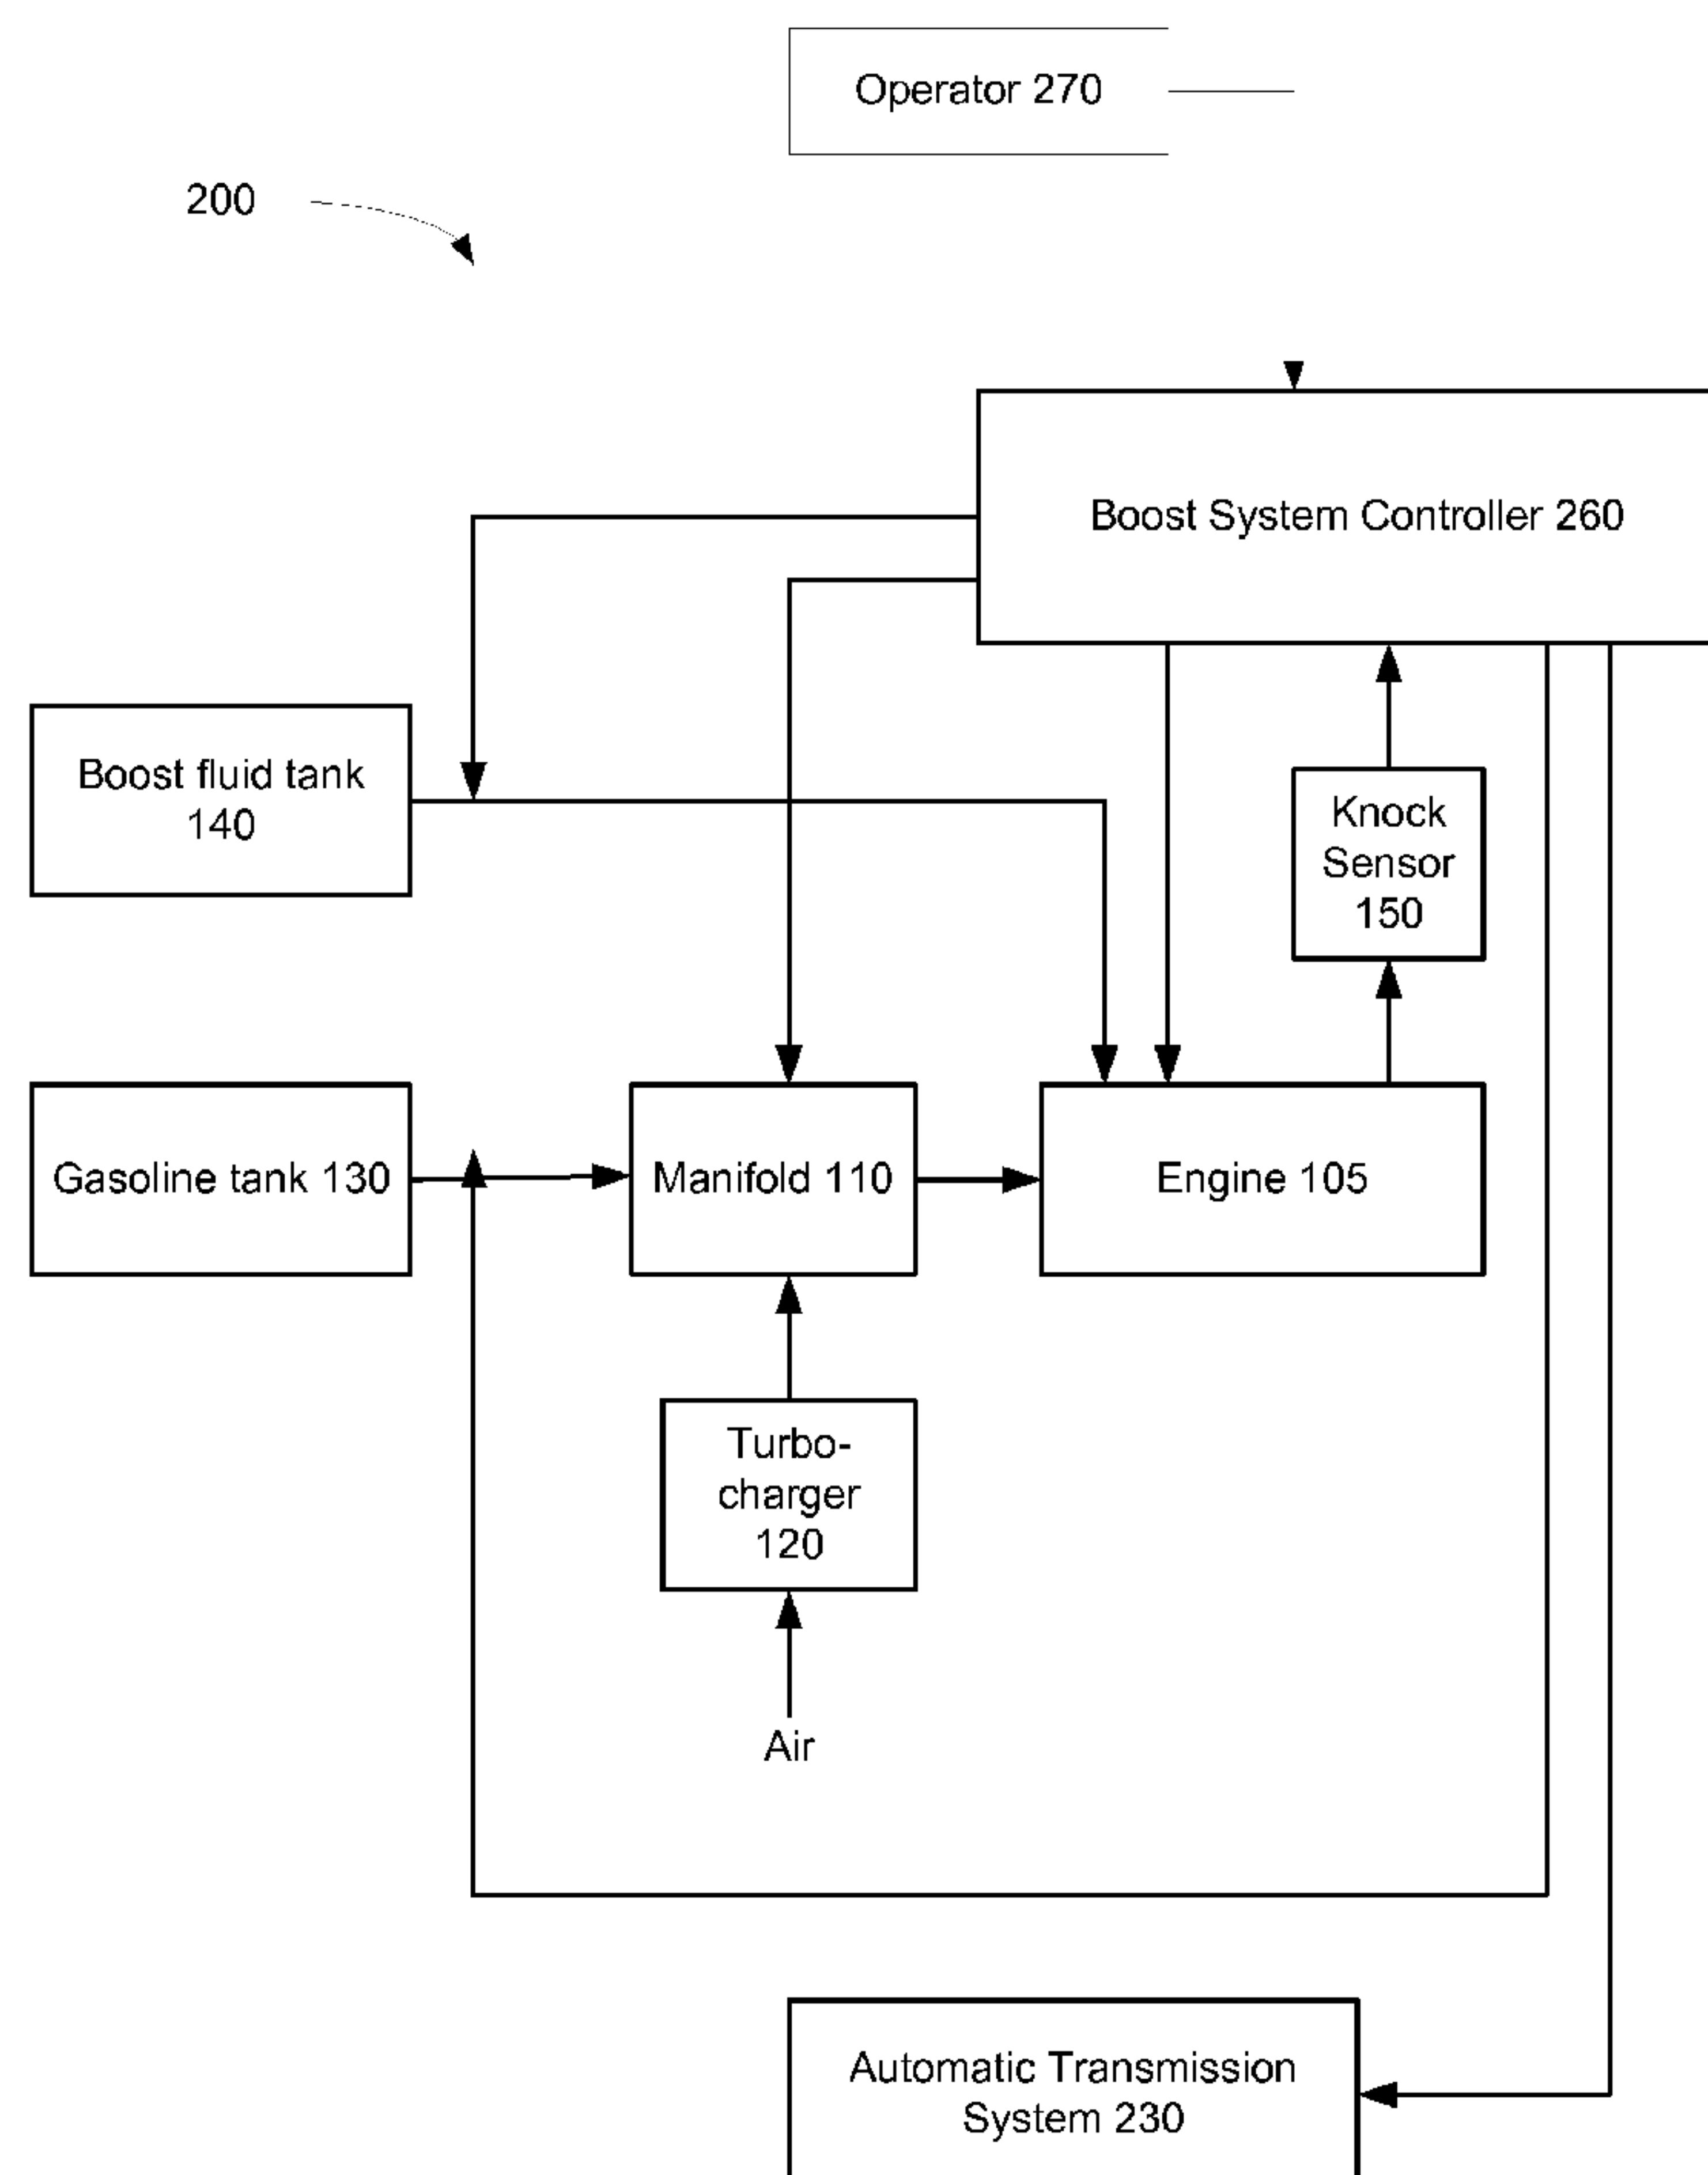 Operator 270
200
Boost System Controller 260
Boost fluid tank
140
Knock
Sensor
150
Gasoline tank 130
Manifold 110
Engine 105
Turbo-
charger
120
Air
Automatic Transmission
System 230